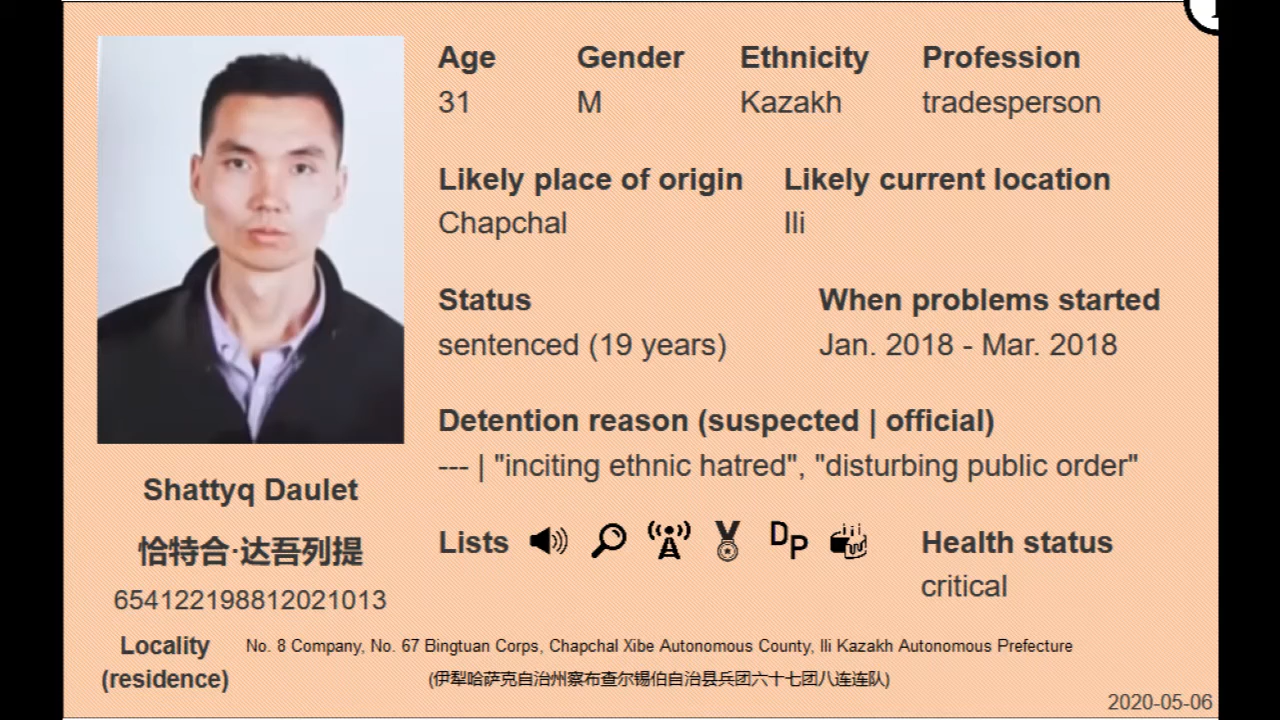 Age Gender Ethnicity Profession
31 M Kazakh tradesperson
Likely place of origin Likely current location
Chapchal Ili
Status When problems started
sentenced (19 years) Jan. 2018 - Mar. 2018
Detention reason (suspected | official)
--- | "inciting ethnic hatred", "disturbing public order"
Shattyq Daulet
恰特合·达吾列提
654122198812021013
Lists DP Health status
critical
Locality (residence)
No. 8 Company, No. 67 Bingtuan Corps, Chapchal Xibe Autonomous County, Ili Kazakh Autonomous Prefecture
(伊犁哈萨克自治州察布查尔锡伯自治县兵团六十七团八连连队)
2020-05-06